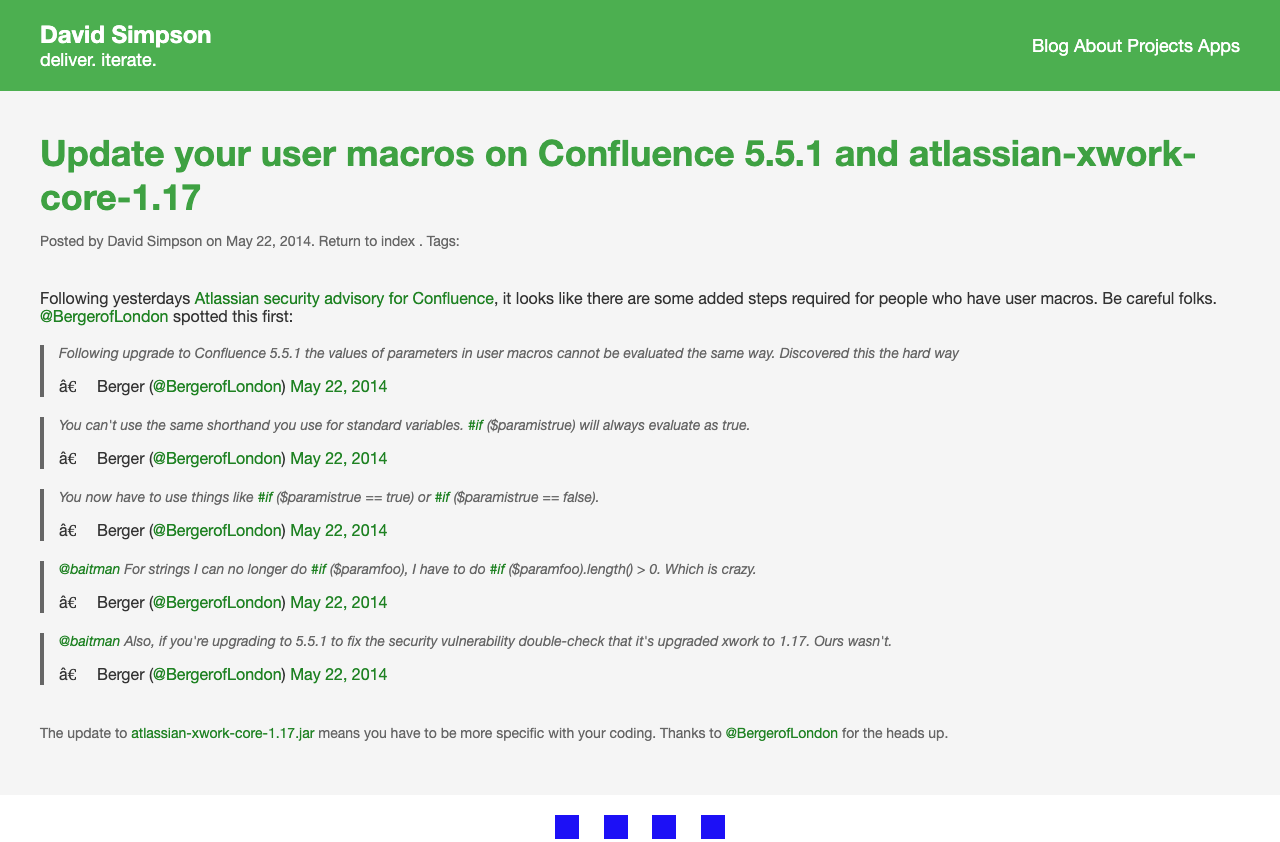 David Simpson
deliver. iterate.
Blog About Projects Apps
Update your user macros on Confluence 5.5.1 and atlassian-xwork-
core-1.17
Posted by David Simpson on May 22, 2014. Return to index . Tags:
Following yesterdays Atlassian security advisory for Confluence, it looks like there are some added steps required for people who have user macros. Be careful folks.
@BergerofLondon spotted this first:
Following upgrade to Confluence 5.5.1 the values of parameters in user macros cannot be evaluated the same way. Discovered this the hard way
â€ Berger (@BergerofLondon) May 22, 2014
You can't use the same shorthand you use for standard variables. #if ($paramistrue) will always evaluate as true.
â€ Berger (@BergerofLondon) May 22, 2014
You now have to use things like #if ($paramistrue == true) or #if ($paramistrue == false).
â€ Berger (@BergerofLondon) May 22, 2014
@baitman For strings I can no longer do #if ($paramfoo), I have to do #if ($paramfoo).length() > 0. Which is crazy.
â€ Berger (@BergerofLondon) May 22, 2014
@baitman Also, if you're upgrading to 5.5.1 to fix the security vulnerability double-check that it's upgraded xwork to 1.17. Ours wasn't.
â€ Berger (@BergerofLondon) May 22, 2014
The update to atlassian-xwork-core-1.17.jar means you have to be more specific with your coding. Thanks to @BergerofLondon for the heads up.